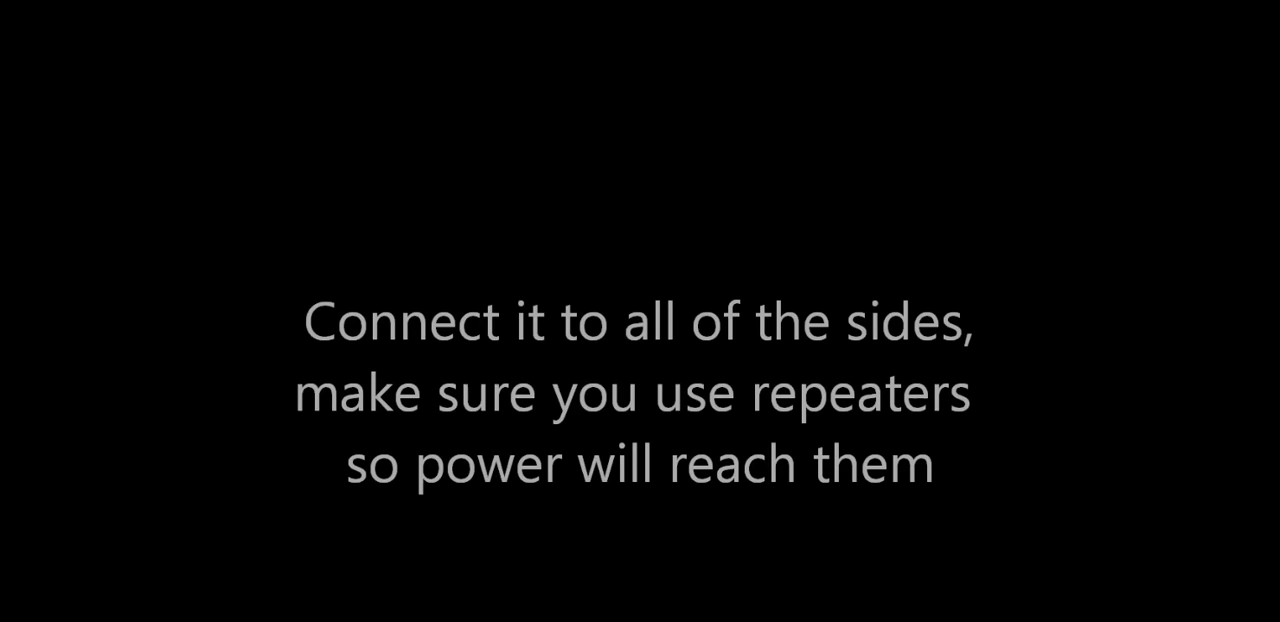 Connect it to all of the sides,
make sure you use repeaters
so power will reach them